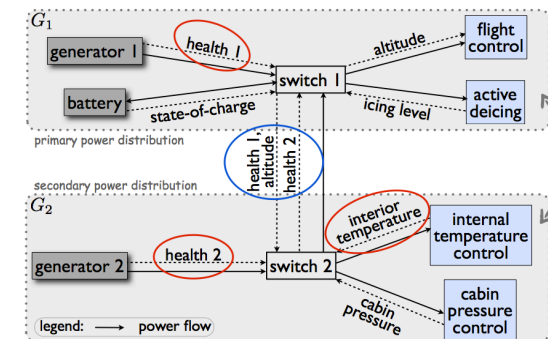 G1
generator 1
health 1
altitude
flight
control
switch 1
battery
state-of-charge
icing level
active
deicing
primary power distribution
health 1,
altitude
health 2
secondary power distribution
G2
interior
temperature
internal
temperature
control
health 2
generator 2
switch 2
cabin
pressure
cabin
pressure
control
legend: power flow